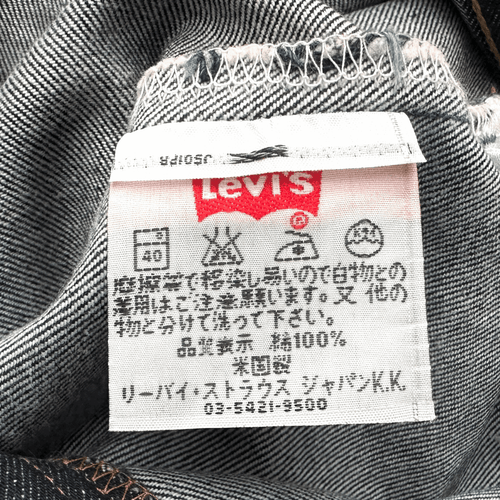 JS01PR
Levi's
®
40
摩擦等で移染し易いので白物との
着用はご注意願います。又 他の
物と分けて洗って下さい。
品質表示 綿100%
米国製
リーバイ・ストラウス ジャパンK.K.
03-5421-9500